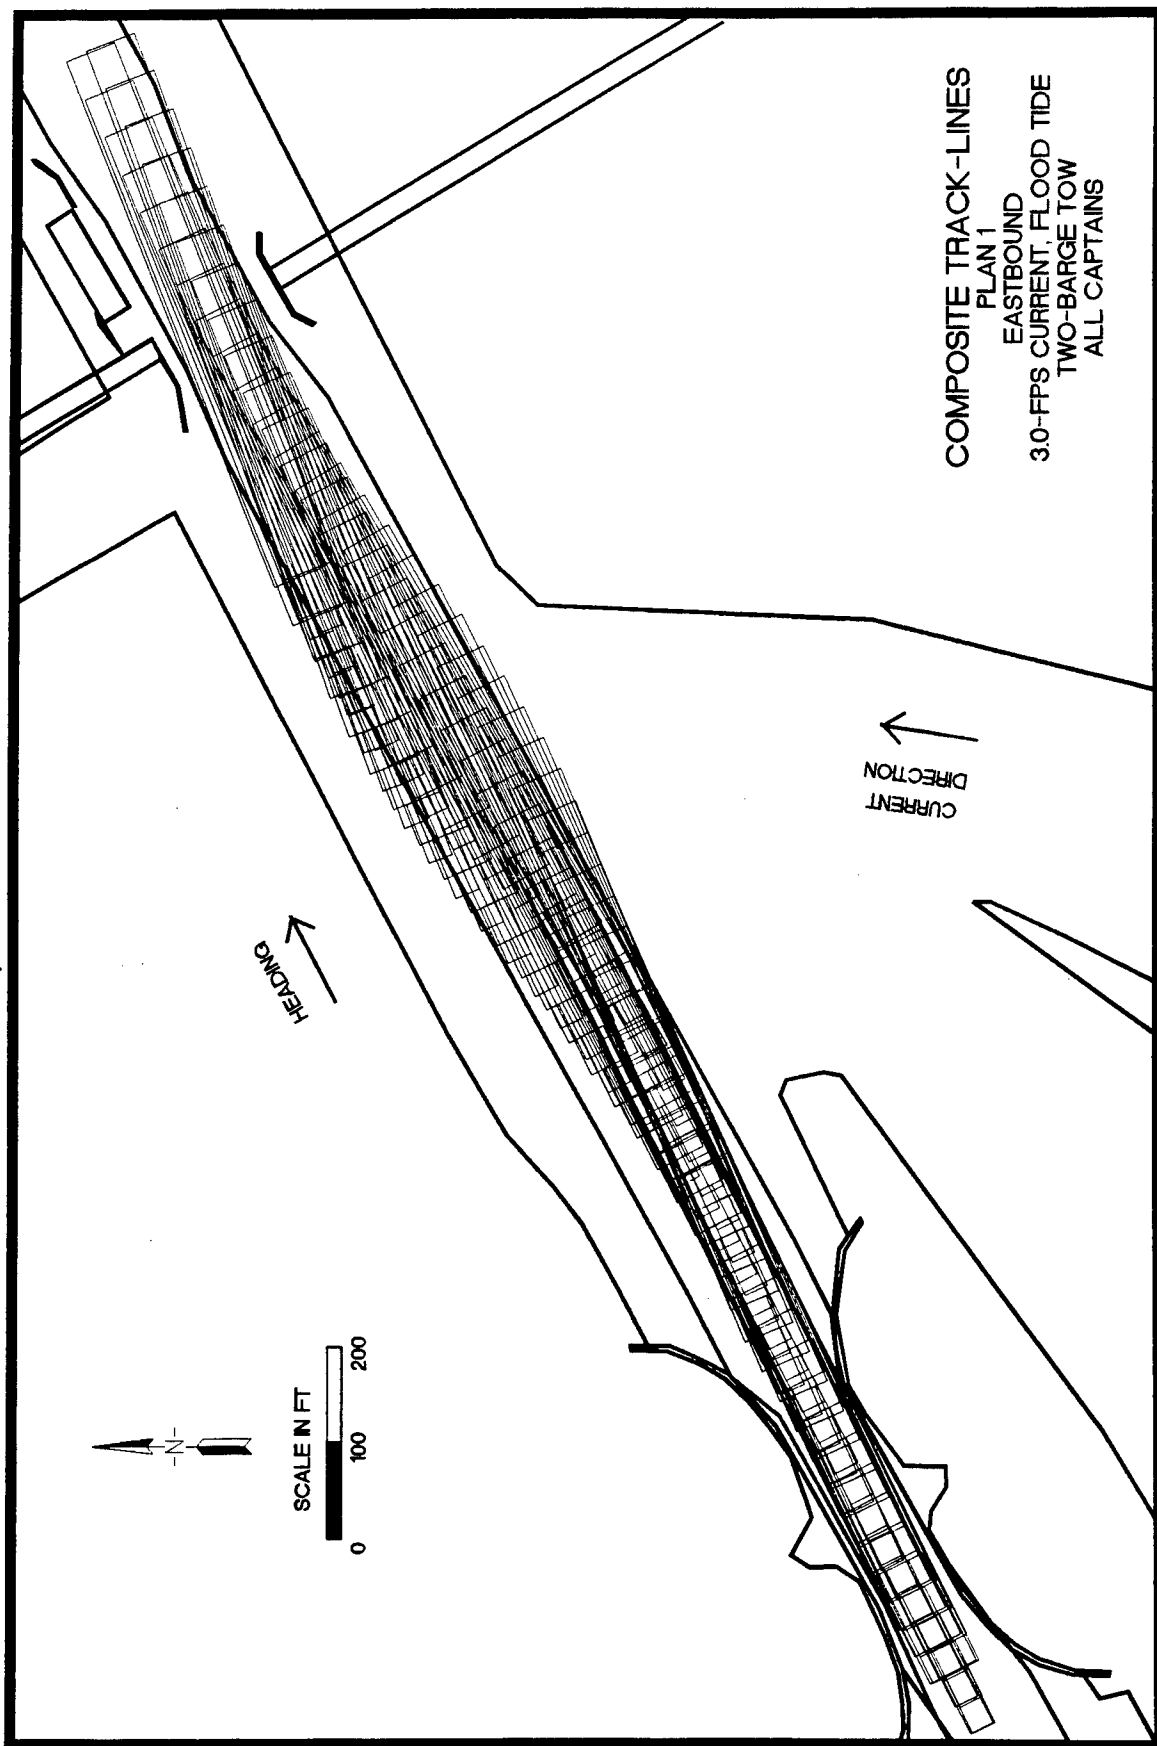 COMPOSITE TRACK-LINES
PLAN 1
EASTBOUND
3.0-FPS CURRENT, FLOOD TIDE
TWO-BARGE TOW
ALL CAPTAINS
HEADING
CURRENT
DIRECTION
-N-
SCALE IN FT
0 100 200